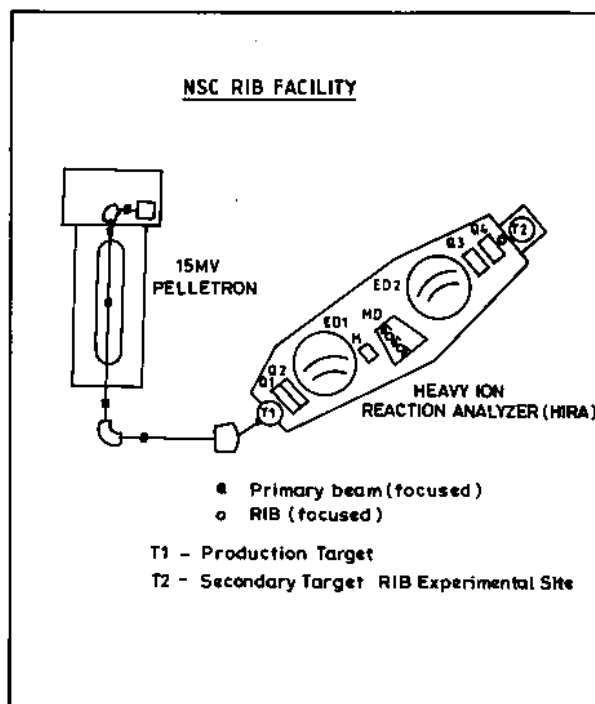 NSC RIB FACILITY
15MV
PELLETRON
T2
Q4
Q3
ED2
MD
ED1
M
Q2
Q1
T1
HEAVY ION
REACTION ANALYZER (HIRA)
Primary beam (focused)
RIB (focused)
T1 - Production Target
T2 - Secondary Target RIB Experimental Site